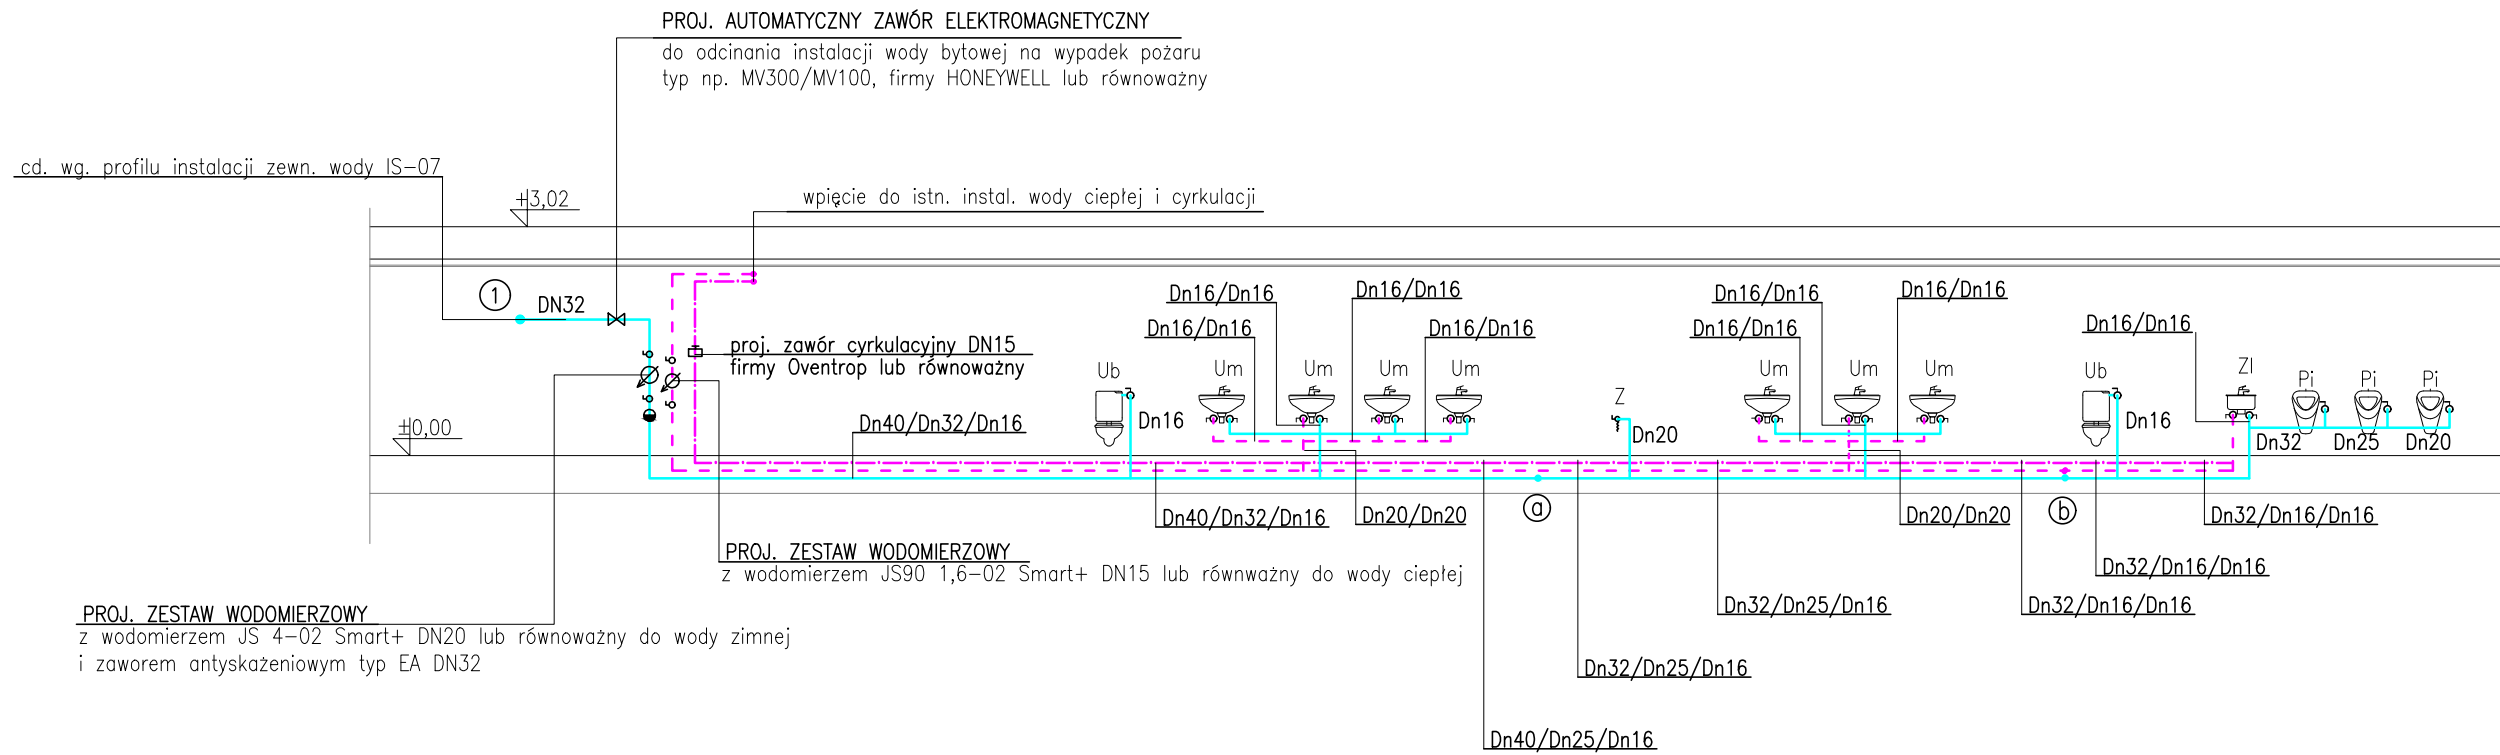 PROJ. AUTOMATYCZNY ZAWÓR ELEKTROMAGNETYCZNY
do odcinania instalacji wody bytowej na wypadek pożaru
typ np. MV300/MV100, firmy HONEYWELL lub równoważny
cd. wg. profilu instalacji zewn. wody IS-07
+3,02
wpięcie do istn. instal. wody ciepłej i cyrkulacji
1
DN32
proj. zawór cyrkulacyjny DN15
firmy Oventrop lub równoważny
±0,00
Dn40/Dn32/Dn16
Ub
Dn16
Dn16/Dn16
Dn16/Dn16
Dn16/Dn16
Dn16/Dn16
Um
Um
Um
Um
Z
Dn20
Dn16/Dn16
Dn16/Dn16
Dn16/Dn16
Um
Um
Um
Dn16/Dn16
Ub
Dn16
Zl
Pi
Pi
Pi
Dn32
Dn25
Dn20
Dn40/Dn32/Dn16
Dn20/Dn20
a
Dn20/Dn20
b
Dn32/Dn16/Dn16
PROJ. ZESTAW WODOMIERZOWY
z wodomierzem JS90 1,6-02 Smart+ DN15 lub równważny do wody ciepłej
Dn32/Dn16/Dn16
PROJ. ZESTAW WODOMIERZOWY
z wodomierzem JS 4-02 Smart+ DN20 lub równoważny do wody zimnej
i zaworem antyskażeniowym typ EA DN32
Dn32/Dn25/Dn16
Dn32/Dn16/Dn16
Dn32/Dn25/Dn16
Dn40/Dn25/Dn16